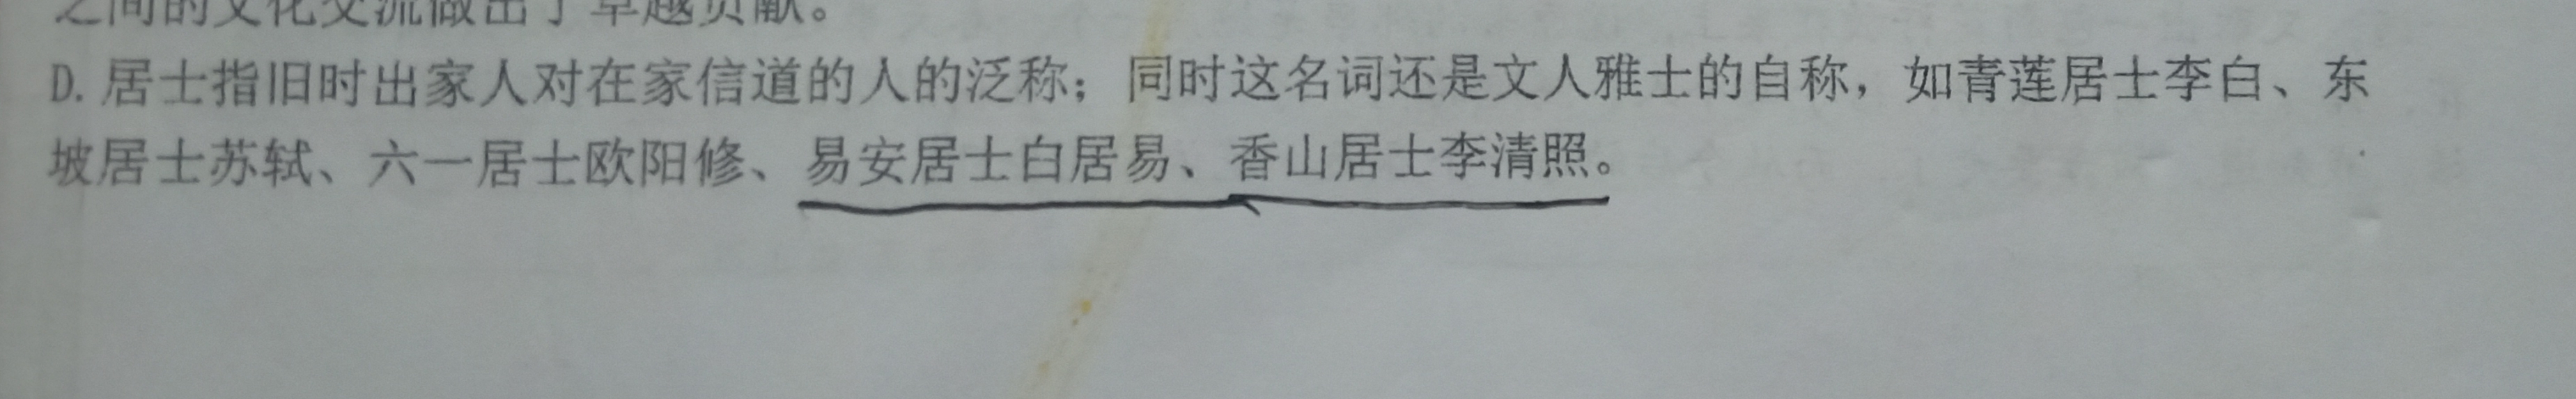 之间的文化交流做出了卓越贡献。
D. 居士指旧时出家人对在家信道的人的泛称；同时这名词还是文人雅士的自称，如青莲居士李白、东
坡居士苏轼、六一居士欧阳修、易安居士白居易、香山居士李清照。